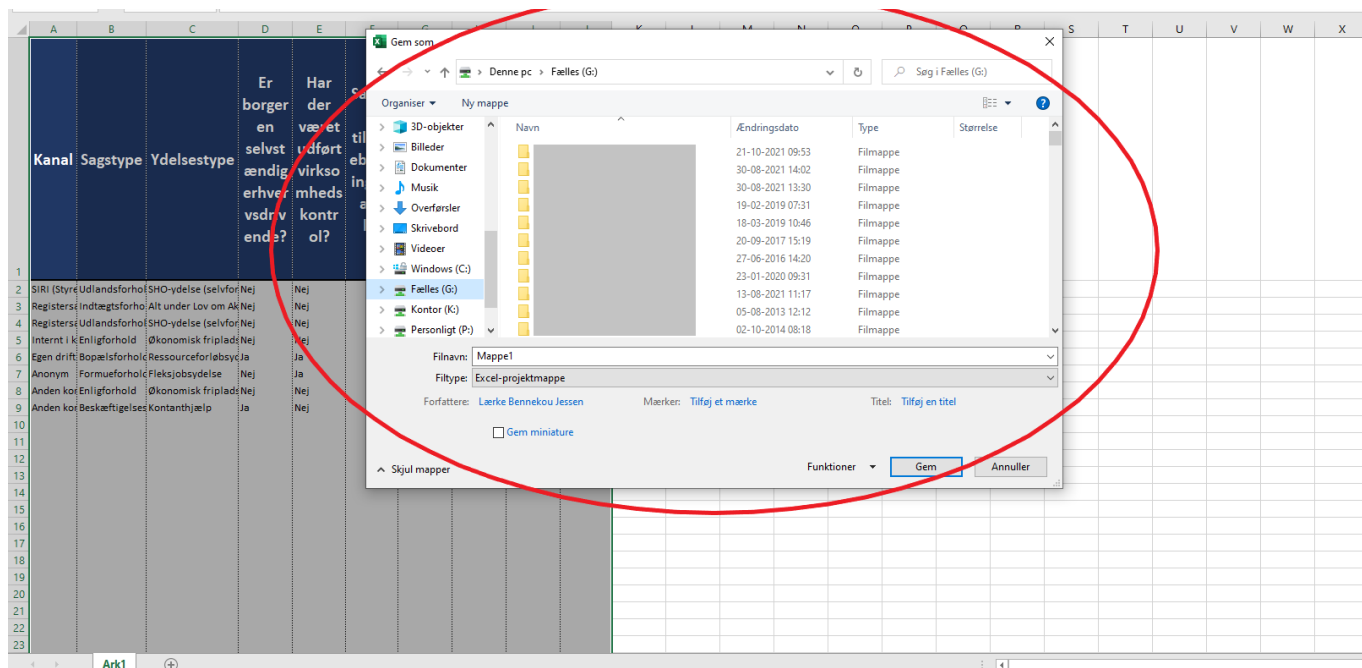 A B C D E K L M N O P Q R S T U V W X
Gem som
Denne pc > Fælles (G:)
Søg i Fælles (G:)
Organiser Ny mappe
3D-objekter
Billeder
Dokumenter
Musik
Overførsler
Skrivebord
Videoer
Windows (C:)
Fælles (G:)
Kontor (K:)
Personligt (P:)
Navn Ændringsdato Type Størrelse
21-10-2021 09:53 Filmappe
30-08-2021 14:02 Filmappe
30-08-2021 13:30 Filmappe
19-02-2019 07:31 Filmappe
18-03-2019 10:46 Filmappe
20-09-2017 15:19 Filmappe
27-06-2016 14:20 Filmappe
23-01-2020 09:31 Filmappe
13-08-2021 11:17 Filmappe
05-08-2013 12:12 Filmappe
02-10-2014 08:18 Filmappe
Filnavn: Mappe1
Filtype: Excel-projektmappe
Forfattere: Lærke Bennekou Jessen Mærker: Tilføj et mærke Titel: Tilføj en titel
Gem miniature
Skjul mapper Funktioner Gem Annuller
Kanal
Sagstype
Ydelsestype
Er
borger
en
selvst
ændig
erhver
vsdriv
ende?
Har
der
været
udført
virkso
mheds
kontr
ol?
1
2 SIRI (Styre Udlandsforhol SHO-ydelse (selvfor Nej Nej
3 Registersa Indtægtsforho Alt under Lov om Ak Nej Nej
4 Registersa Udlandsforhol SHO-ydelse (selvfor Nej Nej
5 Internt i k Enligforhold Økonomisk friplads Nej Nej
6 Egen drift Bopælsforhold Ressourceforløbsyd Ja Ja
7 Anonym Formueforhold Fleksjobsydelse Nej Ja
8 Anden kor Enligforhold Økonomisk friplads Nej Nej
9 Anden kor Beskæftigelses Kontanthjælp Ja Nej
10
11
12
13
14
15
16
17
18
19
20
21
22
23
Ark1